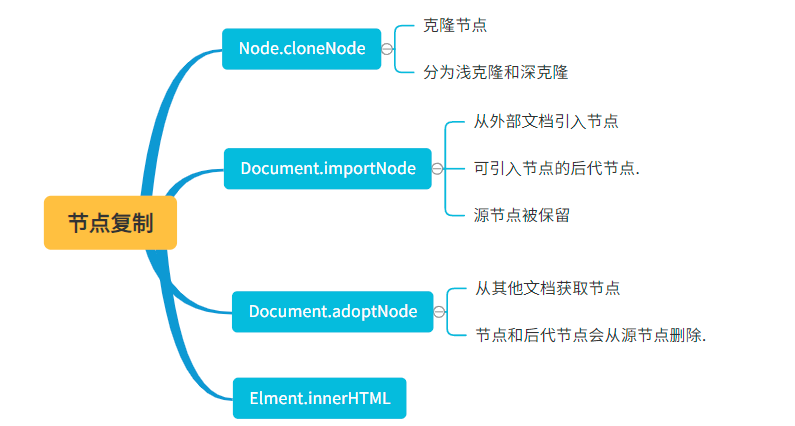 节点复制
Node.cloneNode
克隆节点
分为浅克隆和深克隆
Document.importNode
从外部文档引入节点
可引入节点的后代节点.
源节点被保留
Document.adoptNode
从其他文档获取节点
节点和后代节点会从源节点删除.
Elment.innerHTML